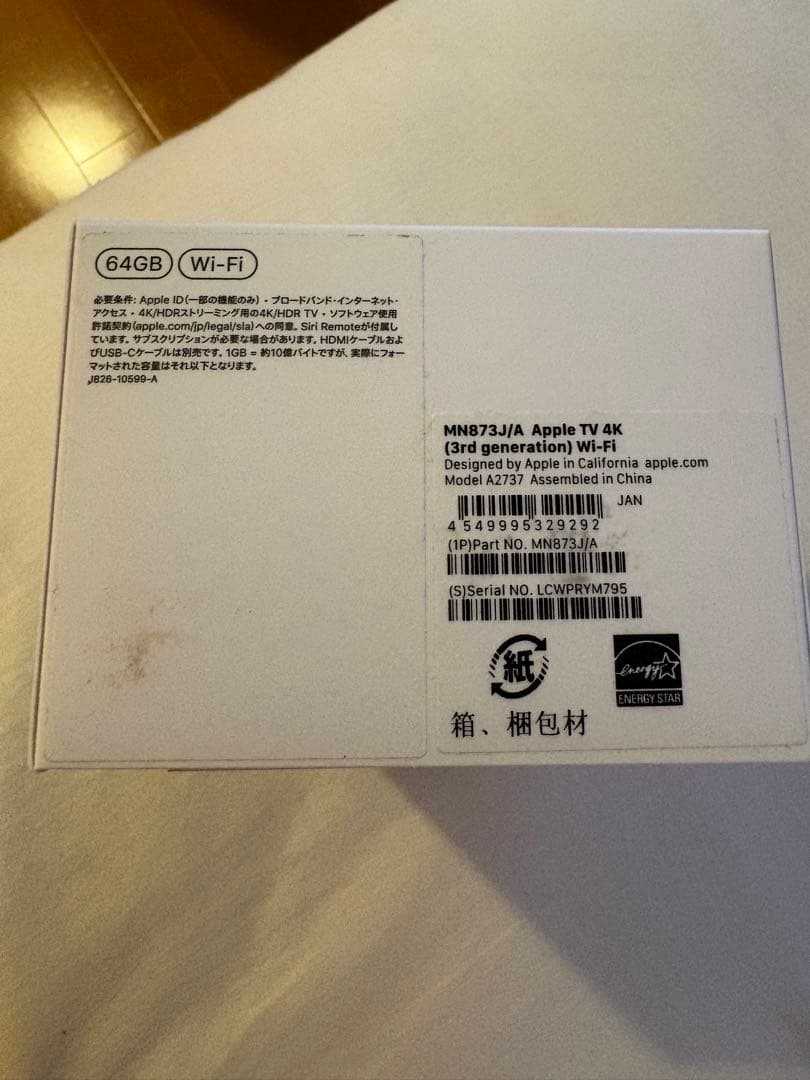 64GB Wi-Fi
必要条件: Apple ID(一部の機能のみ)・ブロードバンド・インターネット・
アクセス・4K/HDRストリーミング用の4K/HDR TV・ソフトウェア使用
許諾契約(apple.com/jp/legal/sla)への同意。Siri Remoteが付属し
ています。サブスクリプションが必要な場合があります。HDMIケーブルおよ
びUSB-Cケーブルは別売です。1GB = 約10億バイトですが、実際にフォー
マットされた容量はそれ以下となります。
J826-10599-A
MN873J/A Apple TV 4K
(3rd generation) Wi-Fi
Designed by Apple in California apple.com
Model A2737 Assembled in China
JAN
4 549995 329292
(1P)Part NO. MN873J/A
(S)Serial NO. LCWPRYM795
紙
energy
ENERGY STAR
箱、梱包材